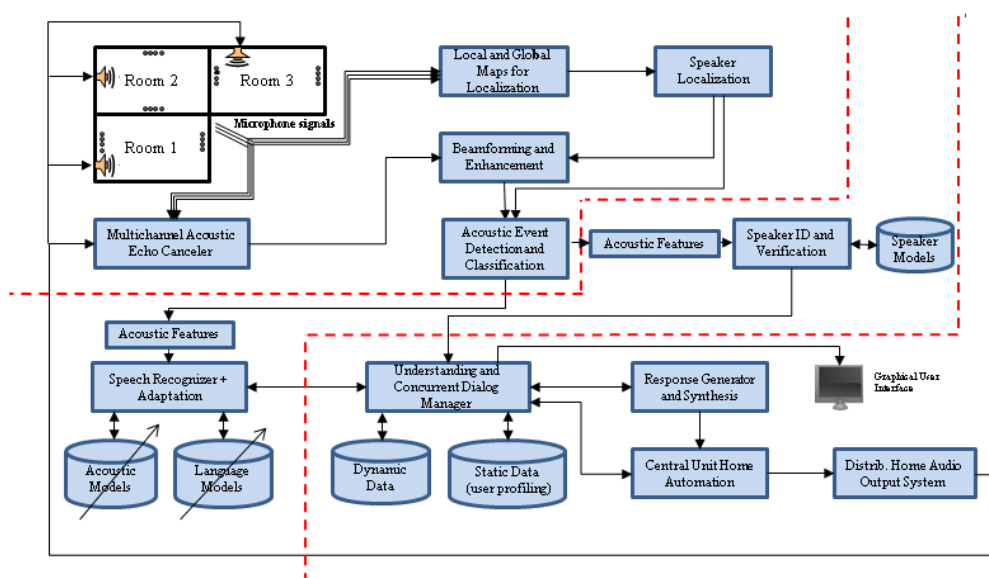 Room 2
Room 3
Microphone signals
Room 1
Local and Global
Maps for
Localization
Speaker
Localization
Beamforming and
Enhancement
Multichannel Acoustic
Echo Canceler
Acoustic Event
Detection and
Classification
Acoustic Features
Speaker ID and
Verification
Speaker
Models
Acoustic Features
Speech Recognizer +
Adaptation
Understanding and
Concurrent Dialog
Manager
Response Generator
and Synthesis
Graphical User
Interface
Acoustic
Models
Language
Models
Dynamic
Data
Static Data
(user profiling)
Central Unit Home
Automation
Distrib. Home Audio
Output System